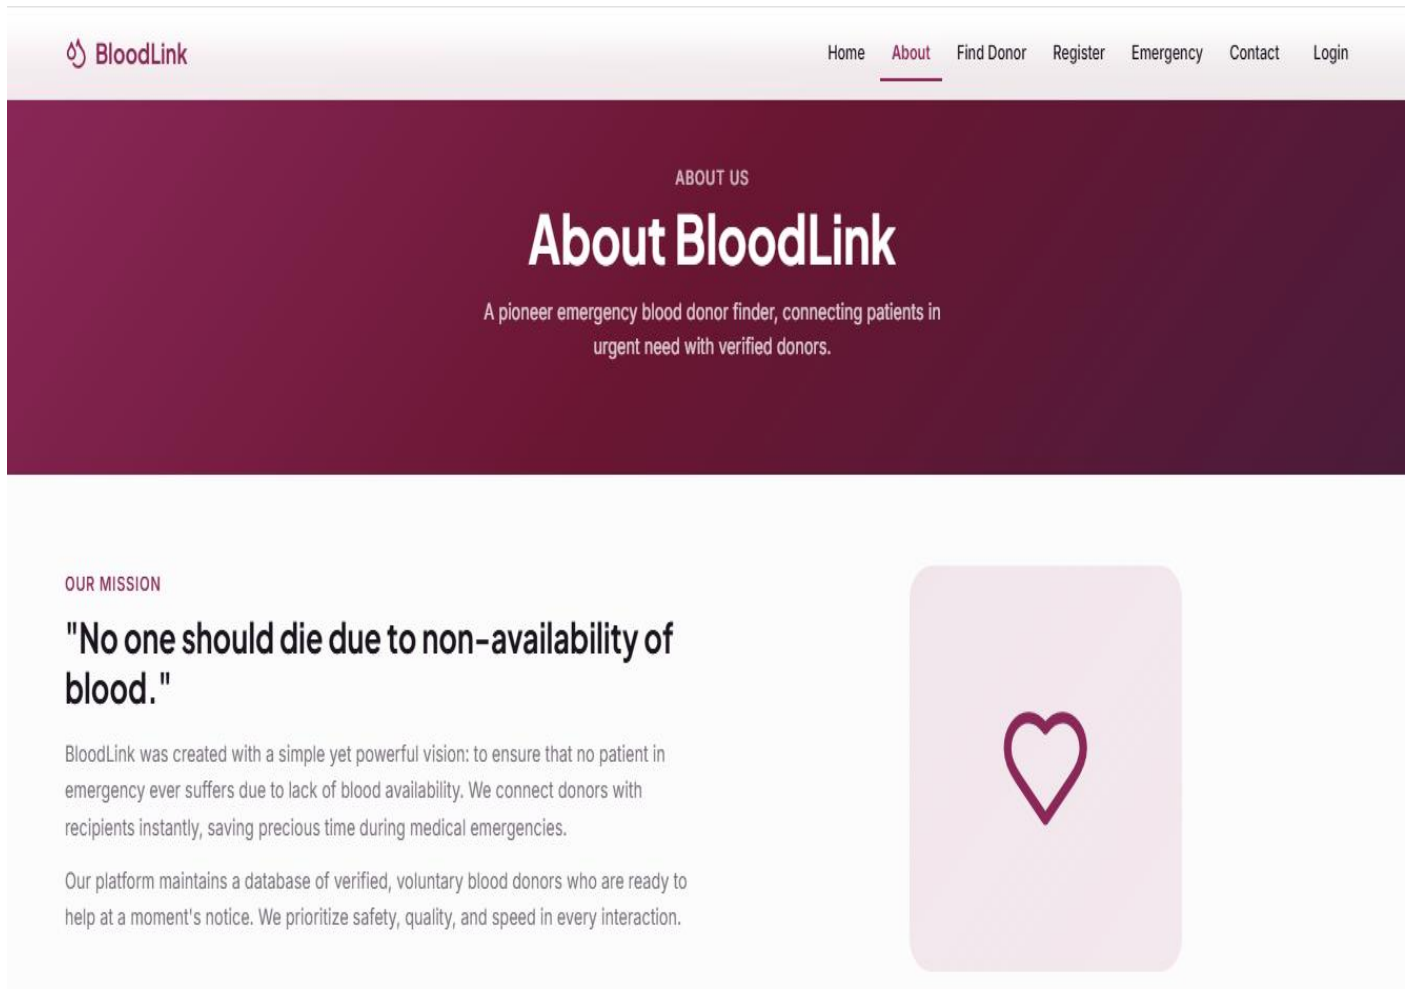 BloodLink
Home About Find Donor Register Emergency Contact Login
ABOUT US
About BloodLink
A pioneer emergency blood donor finder, connecting patients in
urgent need with verified donors.
OUR MISSION
"No one should die due to non-availability of
blood."
BloodLink was created with a simple yet powerful vision: to ensure that no patient in
emergency ever suffers due to lack of blood availability. We connect donors with
recipients instantly, saving precious time during medical emergencies.
Our platform maintains a database of verified, voluntary blood donors who are ready to
help at a moment's notice. We prioritize safety, quality, and speed in every interaction.